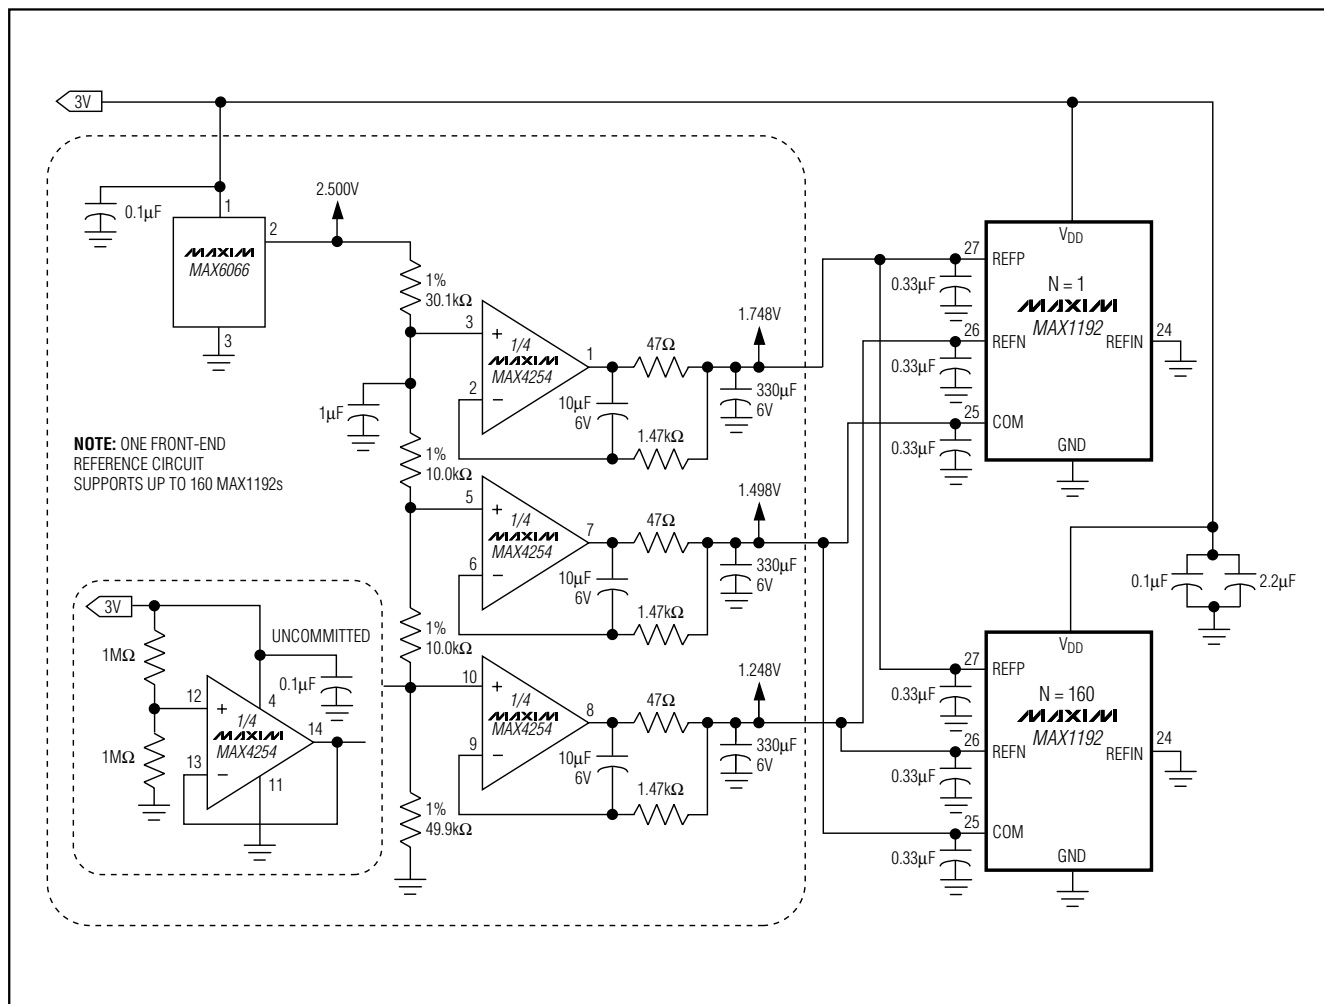 3V
0.1µF
1
2
2.500V
MAXIM
MAX6066
3
1%
30.1kΩ
1µF
NOTE: ONE FRONT-END
REFERENCE CIRCUIT
SUPPORTS UP TO 160 MAX1192s
3
+
1/4
MAXIM
MAX4254
2
−
1
47Ω
10µF
6V
1.47kΩ
1.748V
330µF
6V
1%
10.0kΩ
5
+
1/4
MAXIM
MAX4254
6
−
7
47Ω
10µF
6V
1.47kΩ
1.498V
330µF
6V
1%
10.0kΩ
10
+
1/4
MAXIM
MAX4254
9
−
8
47Ω
10µF
6V
1.47kΩ
1.248V
330µF
6V
1%
49.9kΩ
3V
UNCOMMITTED
1MΩ
0.1µF
12
4
+
1/4
MAXIM
MAX4254
14
1MΩ
13
−
11
VDD
27
REFP
0.33µF
N = 1
MAXIM
MAX1192
26
REFN
0.33µF
24
REFIN
25
COM
0.33µF
GND
0.1µF
2.2µF
VDD
27
REFP
0.33µF
N = 160
MAXIM
MAX1192
26
REFN
0.33µF
24
REFIN
25
COM
0.33µF
GND